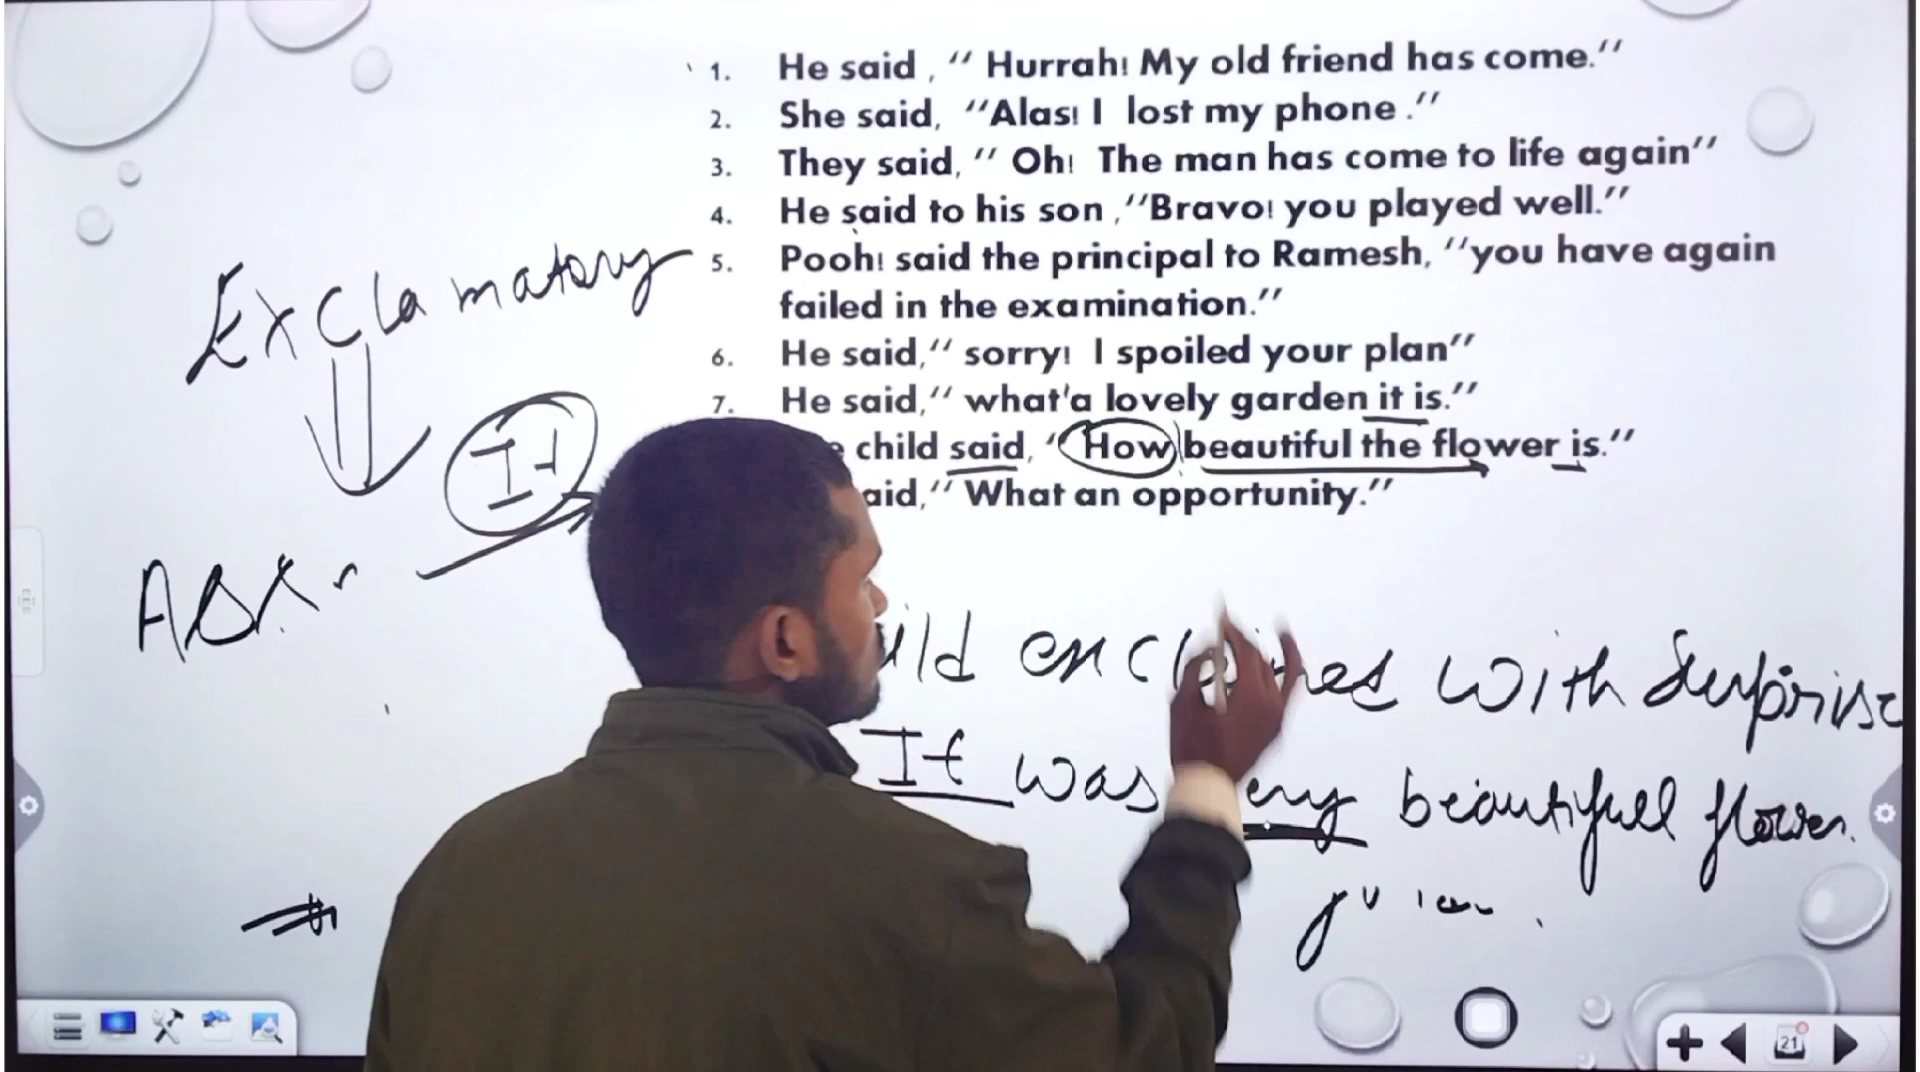 1. He said , “ Hurrah! My old friend has come.”
2. She said, “Alas! I lost my phone .”
3. They said, “ Oh! The man has come to life again”
4. He said to his son ,“Bravo! you played well.”
5. Pooh! said the principal to Ramesh, “you have again
failed in the examination.”
6. He said,“ sorry! I spoiled your plan”
7. He said,“ what'a lovely garden it is.”
child said, “ How beautiful the flower is.”
aid,“ What an opportunity.”
Exclamatory
It
ild with surprise
It was ery beautifull flower.
21